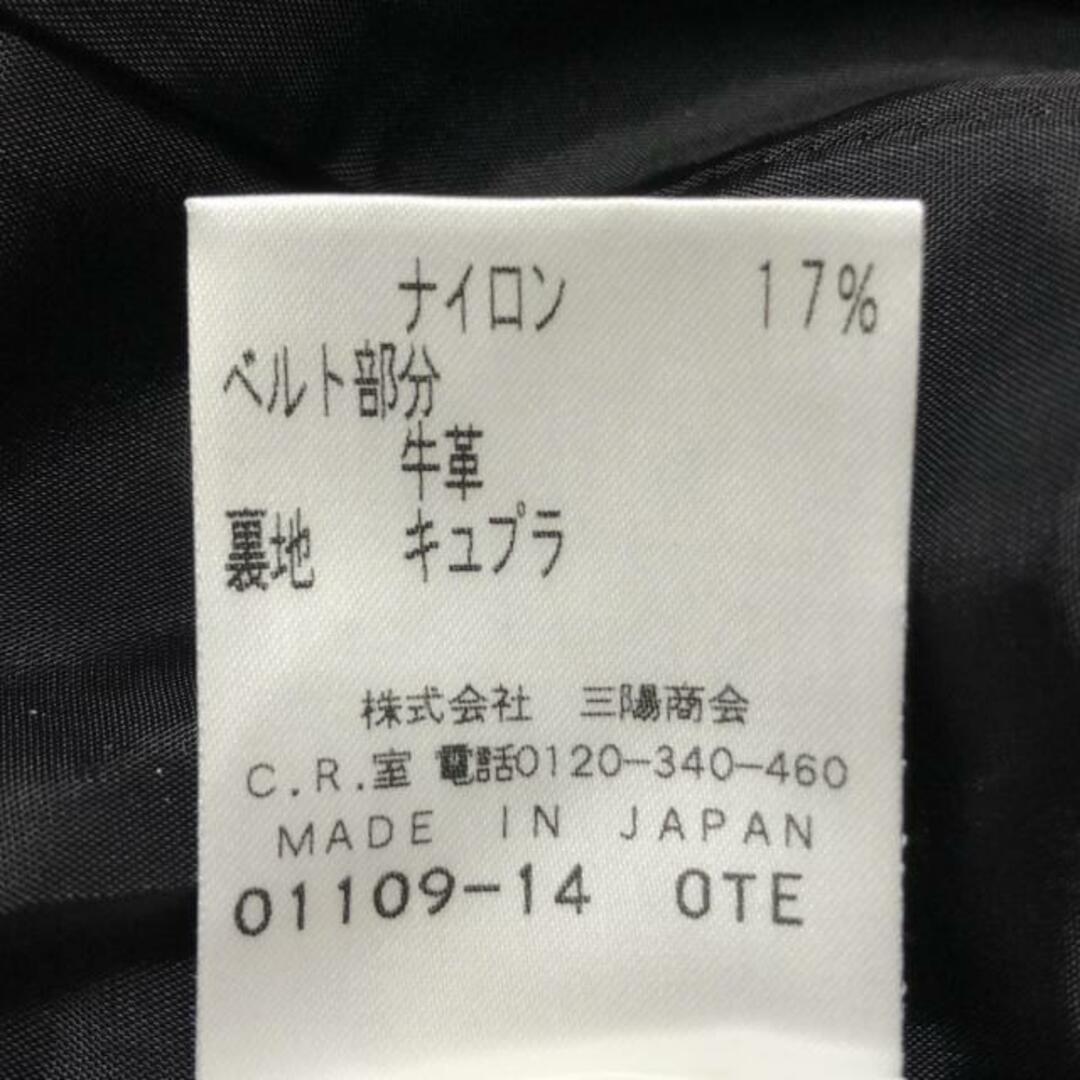 ナイロン 17%
ベルト部分
牛革
裏地 キュプラ
株式会社 三陽商会
C.R.室 電話0120-340-460
MADE IN JAPAN
01109-14 0TE